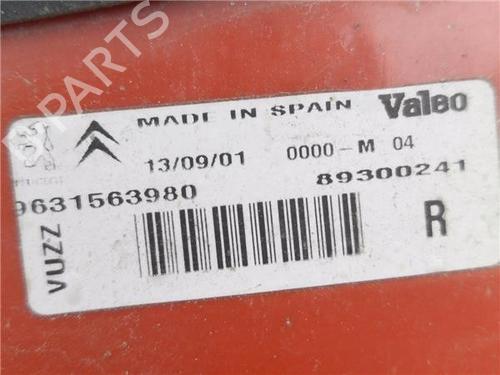 MADE IN SPAIN Valeo
13/09/01 0000-M 04
9631563980 89300241
VUZZ
R
PARTS